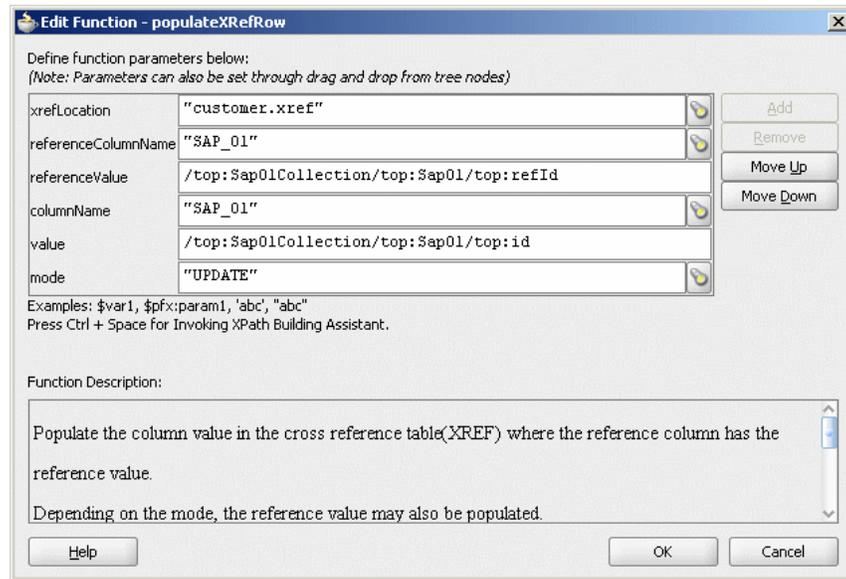 Edit Function - populateXRefRow
Define function parameters below:
(Note: Parameters can also be set through drag and drop from tree nodes)
xrefLocation "customer.xref" Add
referenceColumnName "SAP_01" Remove
referenceValue /top:Sap01Collection/top:Sap01/top:refId Move Up
columnName "SAP_01" Move Down
value /top:Sap01Collection/top:Sap01/top:id
mode "UPDATE"
Examples: $var1, $pfx:param1, 'abc', "abc"
Press Ctrl + Space for Invoking XPath Building Assistant.
Function Description:
Populate the column value in the cross reference table(XREF) where the reference column has the
reference value.
Depending on the mode, the reference value may also be populated.
Help OK Cancel